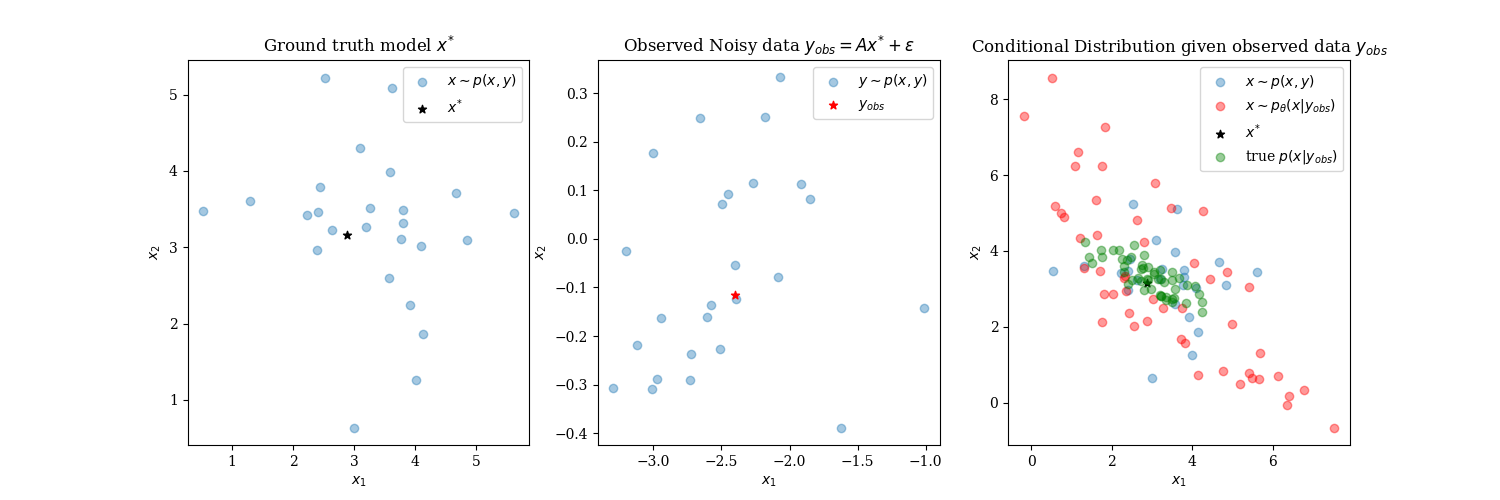 Ground truth model x*
x ~ p(x, y)
x*
x₂
5
4
3
2
1
1
2
3
4
5
x₁
Observed Noisy data y_obs = Ax* + ε
y ~ p(x, y)
y_obs
x₂
0.3
0.2
0.1
0.0
−0.1
−0.2
−0.3
−0.4
−3.0
−2.5
−2.0
−1.5
−1.0
x₁
Conditional Distribution given observed data y_obs
x ~ p(x, y)
x ~ p_θ(x|y_obs)
x*
true p(x|y_obs)
x₂
8
6
4
2
0
0
2
4
6
x₁